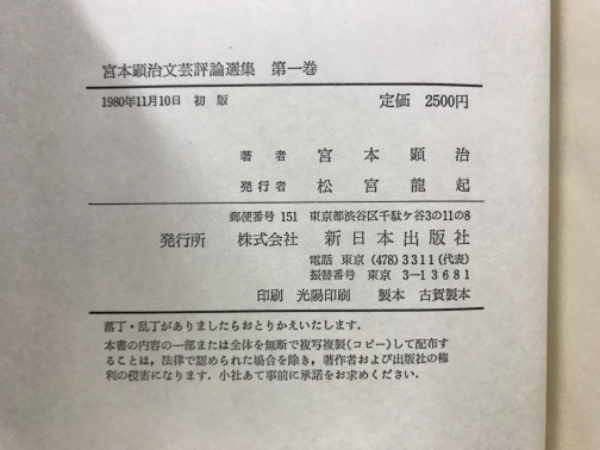 宮本顕治文芸評論選集 第一巻
1980年11月10日 初 版 定価 2500円
著 者 宮 本 顕 治
発行者 松 宮 龍 起
郵便番号 151 東京都渋谷区千駄ケ谷3の11の8
発行所 株式会社 新日本出版社
電話 東京 (478)3311(代表)
振替番号 東京 3-13681
印刷 光陽印刷 製本 古賀製本
落丁・乱丁がありましたらおとりかえいたします.
本書の内容の一部または全体を無断で複写複製(コピー)して配布す
ることは，法律で認められた場合を除き，著作者および出版社の権
利の侵害になります．小社あて事前に承諾をお求めください.